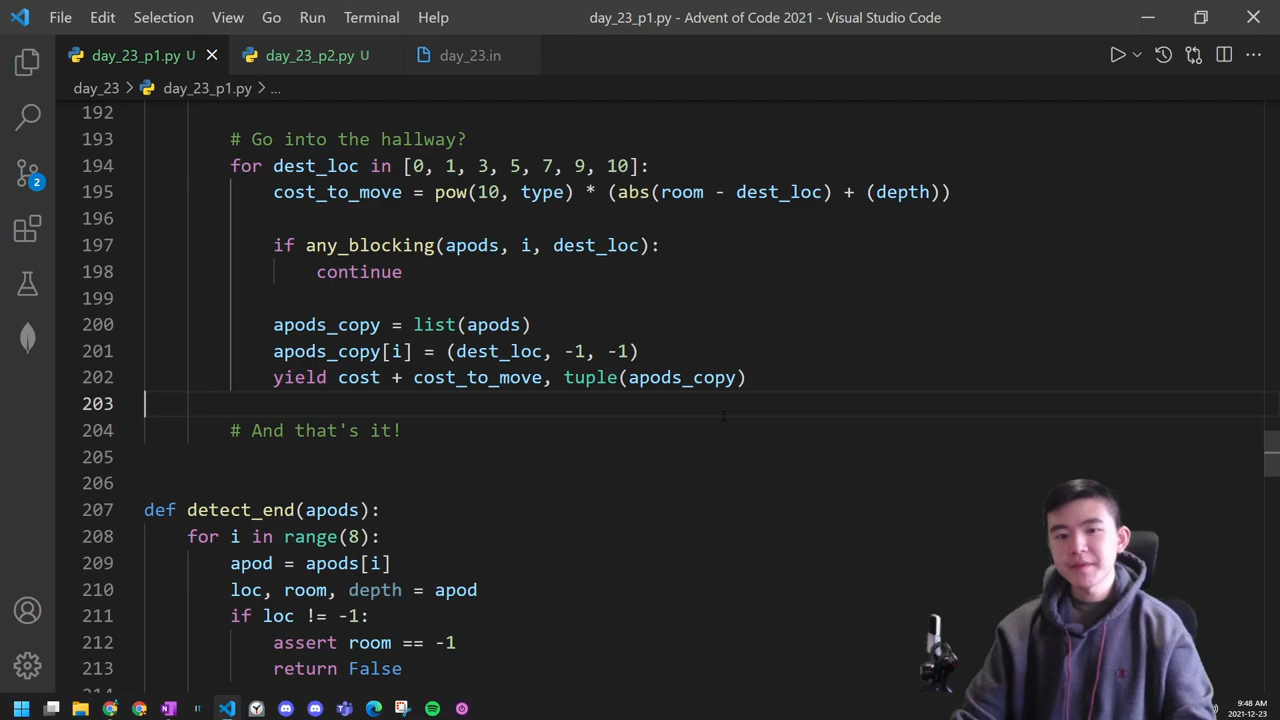 File Edit Selection View Go Run Terminal Help day_23_p1.py - Advent of Code 2021 - Visual Studio Code
day_23_p1.py U day_23_p2.py U day_23.in
day_23 > day_23_p1.py > ...
192
193 # Go into the hallway?
194 for dest_loc in [0, 1, 3, 5, 7, 9, 10]:
195 cost_to_move = pow(10, type) * (abs(room - dest_loc) + (depth))
196
197 if any_blocking(apods, i, dest_loc):
198 continue
199
200 apods_copy = list(apods)
201 apods_copy[i] = (dest_loc, -1, -1)
202 yield cost + cost_to_move, tuple(apods_copy)
203
204 # And that's it!
205
206
207 def detect_end(apods):
208 for i in range(8):
209 apod = apods[i]
210 loc, room, depth = apod
211 if loc != -1:
212 assert room == -1
213 return False
2
9:48 AM
2021-12-23